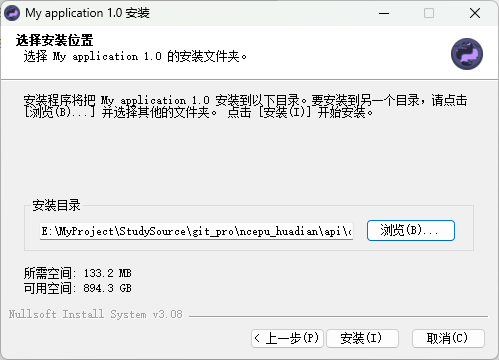 My application 1.0 安装
选择安装位置
选择 My application 1.0 的安装文件夹。
安装程序将把 My application 1.0 安装到以下目录。要安装到另一个目录，请点击
[浏览(B)...] 并选择其他的文件夹。 点击 [安装(I)] 开始安装。
安装目录
E:\MyProject\StudySource\git_pro\ncepu_huadian\api\
浏览(B)...
所需空间: 133.2 MB
可用空间: 894.3 GB
Nullsoft Install System v3.08
< 上一步(P)
安装(I)
取消(C)